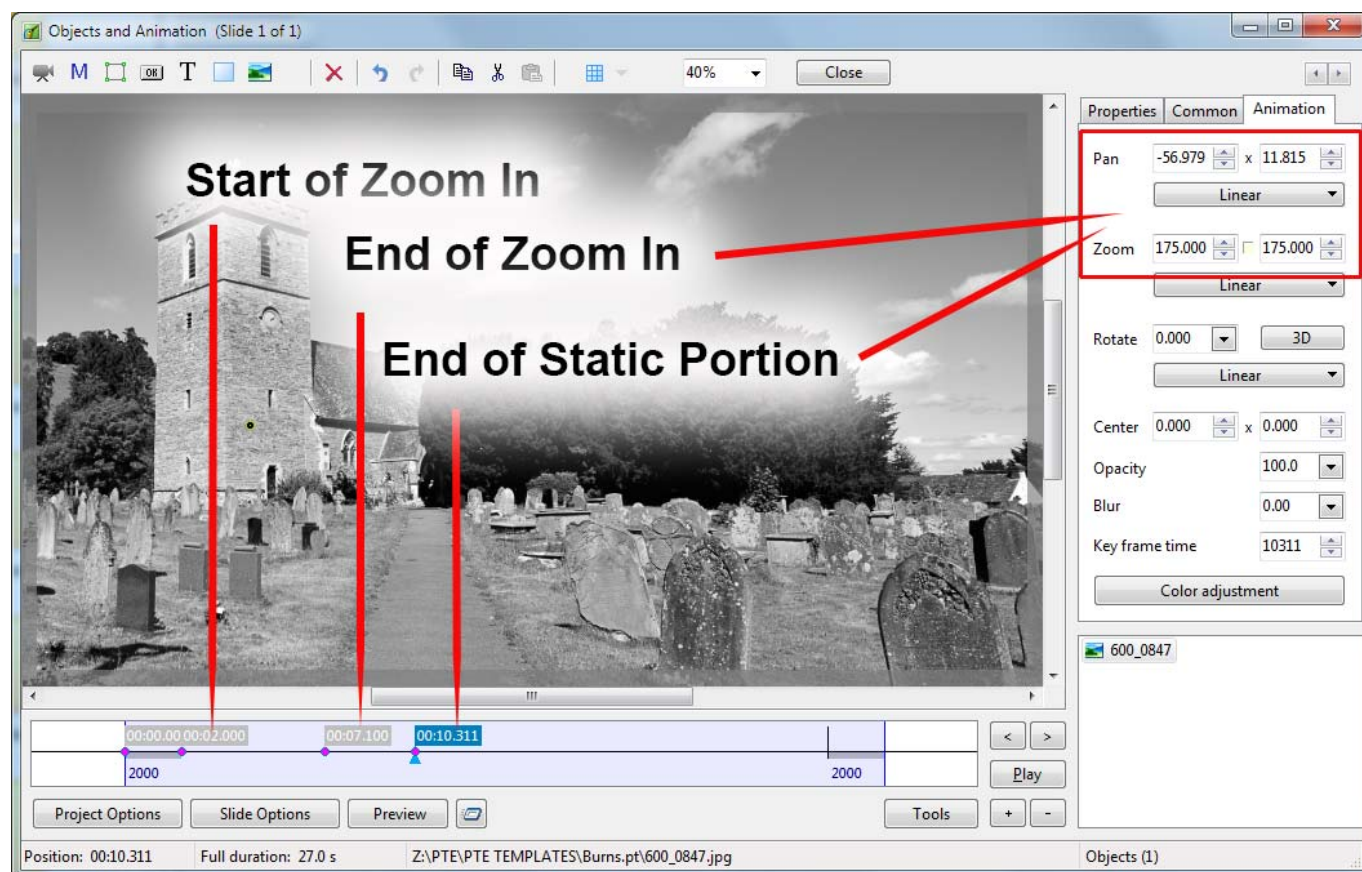 Objects and Animation (Slide 1 of 1)
M OK T 40% Close
Properties Common Animation
Pan -56.979 x 11.815
Linear
Zoom 175.000 175.000
Linear
Rotate 0.000 3D
Linear
Center 0.000 x 0.000
Opacity 100.0
Blur 0.00
Key frame time 10311
Color adjustment
600_0847
Start of Zoom In
End of Zoom In
End of Static Portion
00:00.00 00:02.000 00:07.100 00:10.311
2000 2000
< >
Play
Project Options Slide Options Preview Tools + -
Position: 00:10.311 Full duration: 27.0 s Z:\PTE\PTE TEMPLATES\Burns.pt\600_0847.jpg Objects (1)